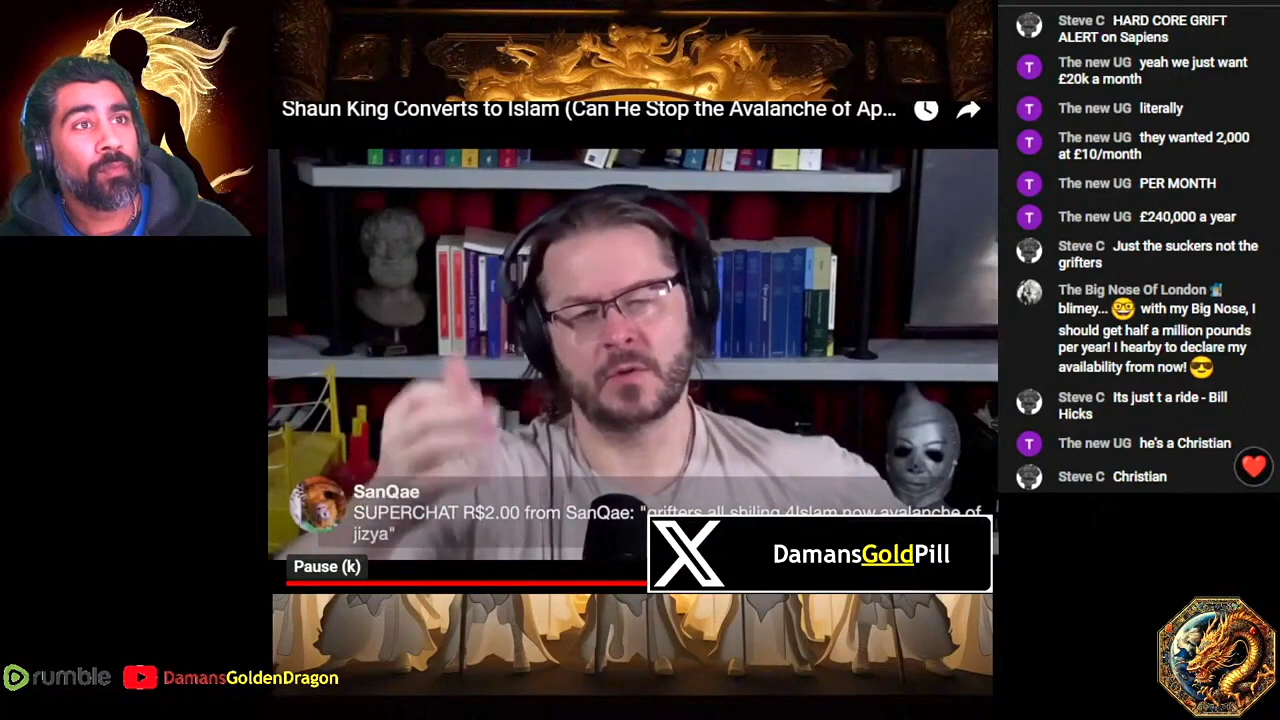 Shaun King Converts to Islam (Can He Stop the Avalanche of Ap...
SanQae
SUPERCHAT R$2.00 from SanQae: "grifters all shiling 4Islam now avalanche of
jizya"
Pause (k)
X
DamansGoldPill
rumble
DamansGoldenDragon
Steve C HARD CORE GRIFT
ALERT on Sapiens
T The new UG yeah we just want
£20k a month
T The new UG literally
T The new UG they wanted 2,000
at £10/month
T The new UG PER MONTH
T The new UG £240,000 a year
Steve C Just the suckers not the
grifters
The Big Nose Of London
blimey... 🤓 with my Big Nose, I
should get half a million pounds
per year! I hearby to declare my
availability from now! 😎
Steve C Its just t a ride - Bill
Hicks
T The new UG he's a Christian
Steve C Christian